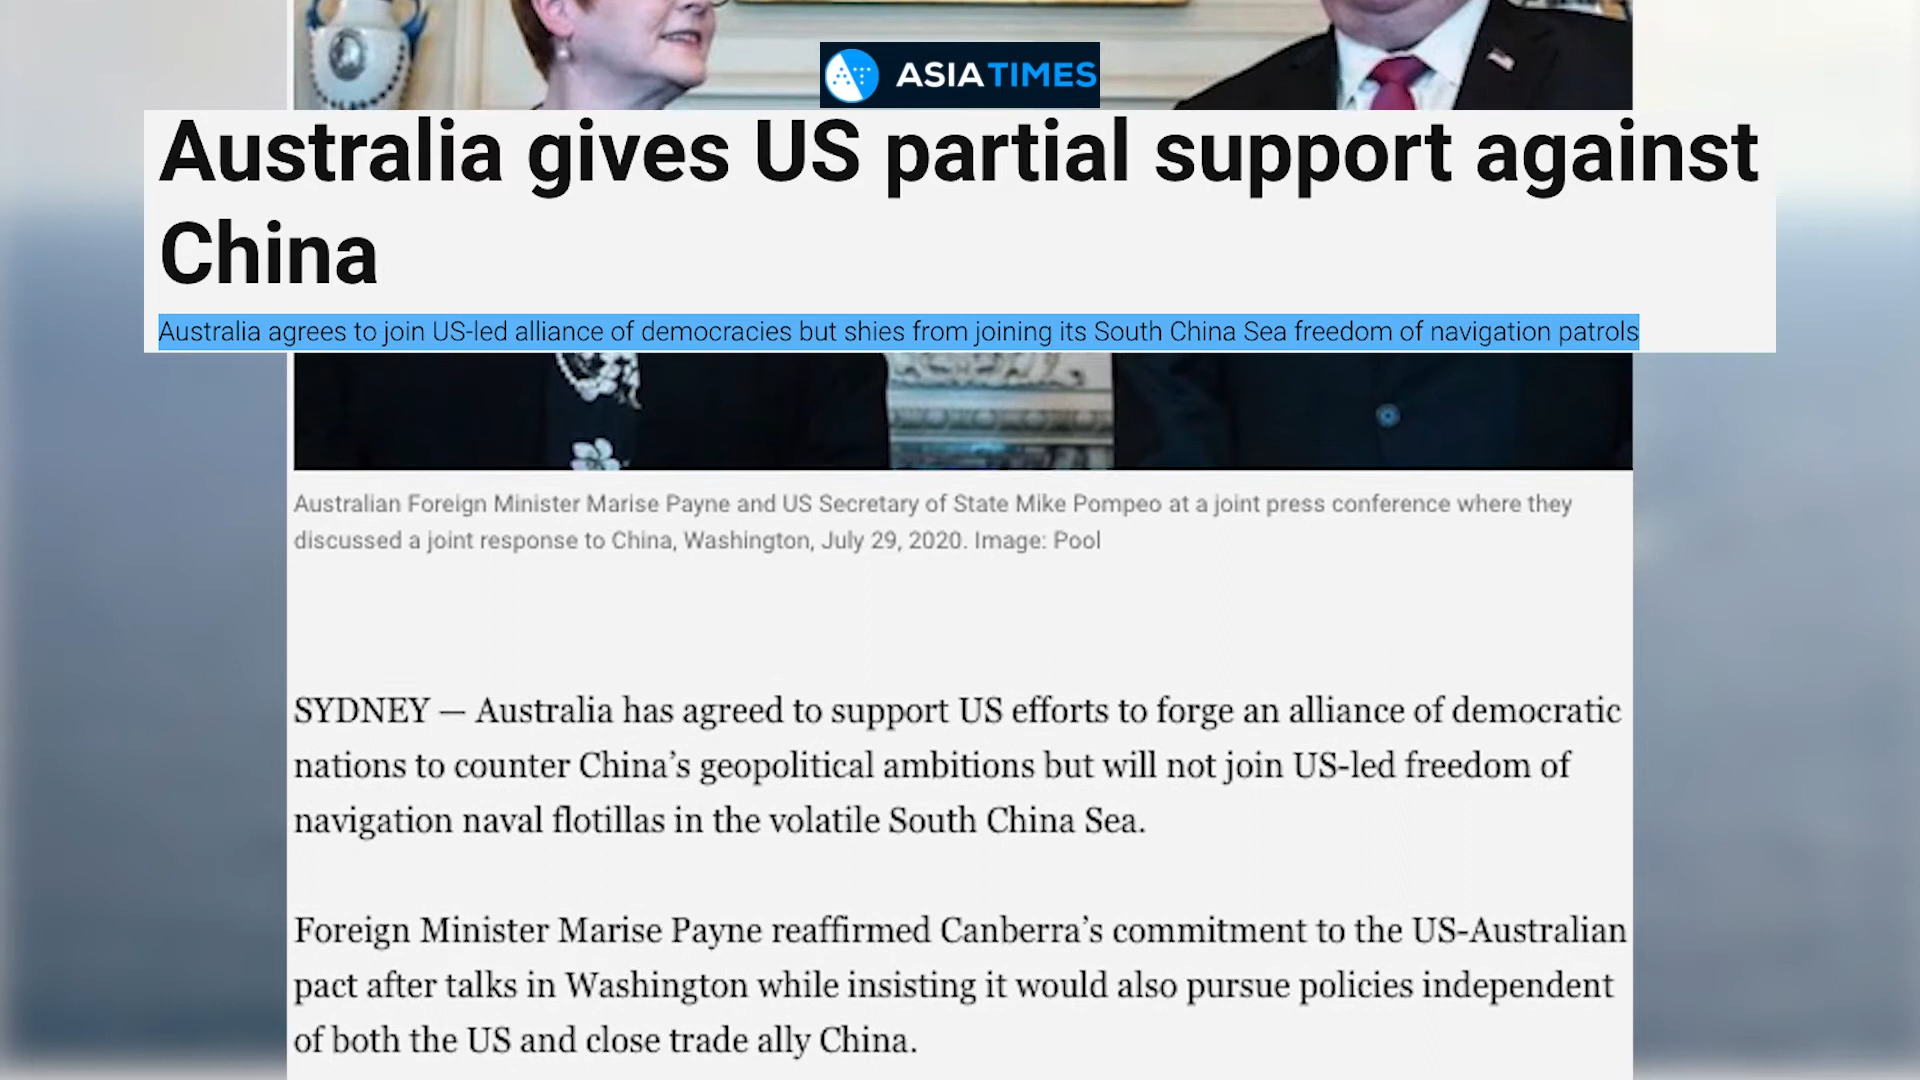 ASIA TIMES
Australia gives US partial support against
China
Australia agrees to join US-led alliance of democracies but shies from joining its South China Sea freedom of navigation patrols
Australian Foreign Minister Marise Payne and US Secretary of State Mike Pompeo at a joint press conference where they
discussed a joint response to China, Washington, July 29, 2020. Image: Pool
SYDNEY — Australia has agreed to support US efforts to forge an alliance of democratic
nations to counter China’s geopolitical ambitions but will not join US-led freedom of
navigation naval flotillas in the volatile South China Sea.
Foreign Minister Marise Payne reaffirmed Canberra’s commitment to the US-Australian
pact after talks in Washington while insisting it would also pursue policies independent
of both the US and close trade ally China.